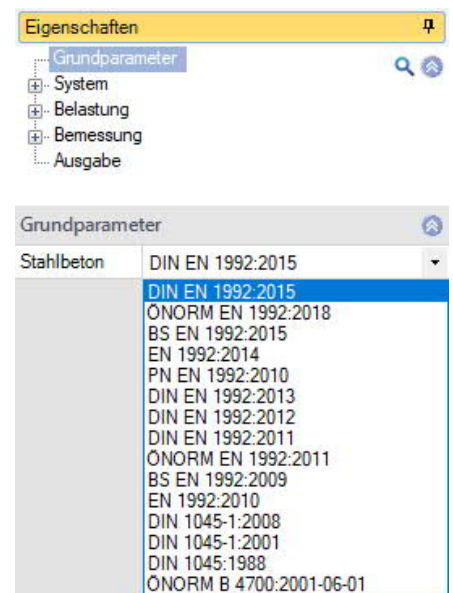 Eigenschaften
Grundparameter
System
Belastung
Bemessung
Ausgabe
Grundparameter
Stahlbeton DIN EN 1992:2015
DIN EN 1992:2015
ÖNORM EN 1992:2018
BS EN 1992:2015
EN 1992:2014
PN EN 1992:2010
DIN EN 1992:2013
DIN EN 1992:2012
DIN EN 1992:2011
ÖNORM EN 1992:2011
BS EN 1992:2009
EN 1992:2010
DIN 1045-1:2008
DIN 1045-1:2001
DIN 1045:1988
ÖNORM B 4700:2001-06-01